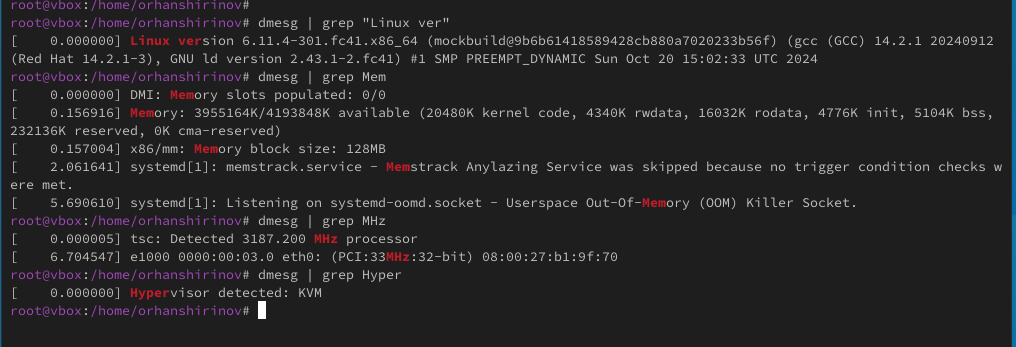 root@vbox:/home/orhanshirinov#
root@vbox:/home/orhanshirinov# dmesg | grep "Linux ver"
[    0.000000] Linux version 6.11.4-301.fc41.x86_64 (mockbuild@9b6b61418589428cb880a7020233b56f) (gcc (GCC) 14.2.1 20240912
(Red Hat 14.2.1-3), GNU ld version 2.43.1-2.fc41) #1 SMP PREEMPT_DYNAMIC Sun Oct 20 15:02:33 UTC 2024
root@vbox:/home/orhanshirinov# dmesg | grep Mem
[    0.000000] DMI: Memory slots populated: 0/0
[    0.156916] Memory: 3955164K/4193848K available (20480K kernel code, 4340K rwdata, 16032K rodata, 4776K init, 5104K bss,
232136K reserved, 0K cma-reserved)
[    0.157004] x86/mm: Memory block size: 128MB
[    2.061641] systemd[1]: memstrack.service - Memstrack Anylazing Service was skipped because no trigger condition checks w
ere met.
[    5.690610] systemd[1]: Listening on systemd-oomd.socket - Userspace Out-Of-Memory (OOM) Killer Socket.
root@vbox:/home/orhanshirinov# dmesg | grep MHz
[    0.000005] tsc: Detected 3187.200 MHz processor
[    6.704547] e1000 0000:00:03.0 eth0: (PCI:33MHz:32-bit) 08:00:27:b1:9f:70
root@vbox:/home/orhanshirinov# dmesg | grep Hyper
[    0.000000] Hypervisor detected: KVM
root@vbox:/home/orhanshirinov#